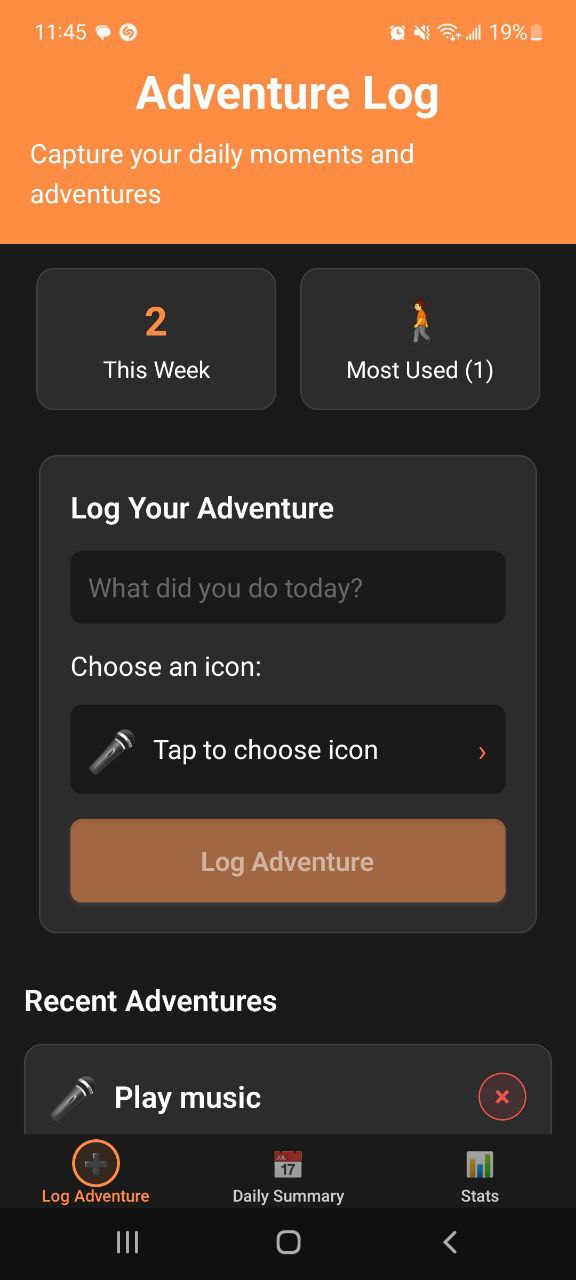 11:45
19%
Adventure Log
Capture your daily moments and
adventures
2
This Week
Most Used (1)
Log Your Adventure
What did you do today?
Choose an icon:
Tap to choose icon
Log Adventure
Recent Adventures
Play music
JUL
17
Log Adventure
Daily Summary
Stats